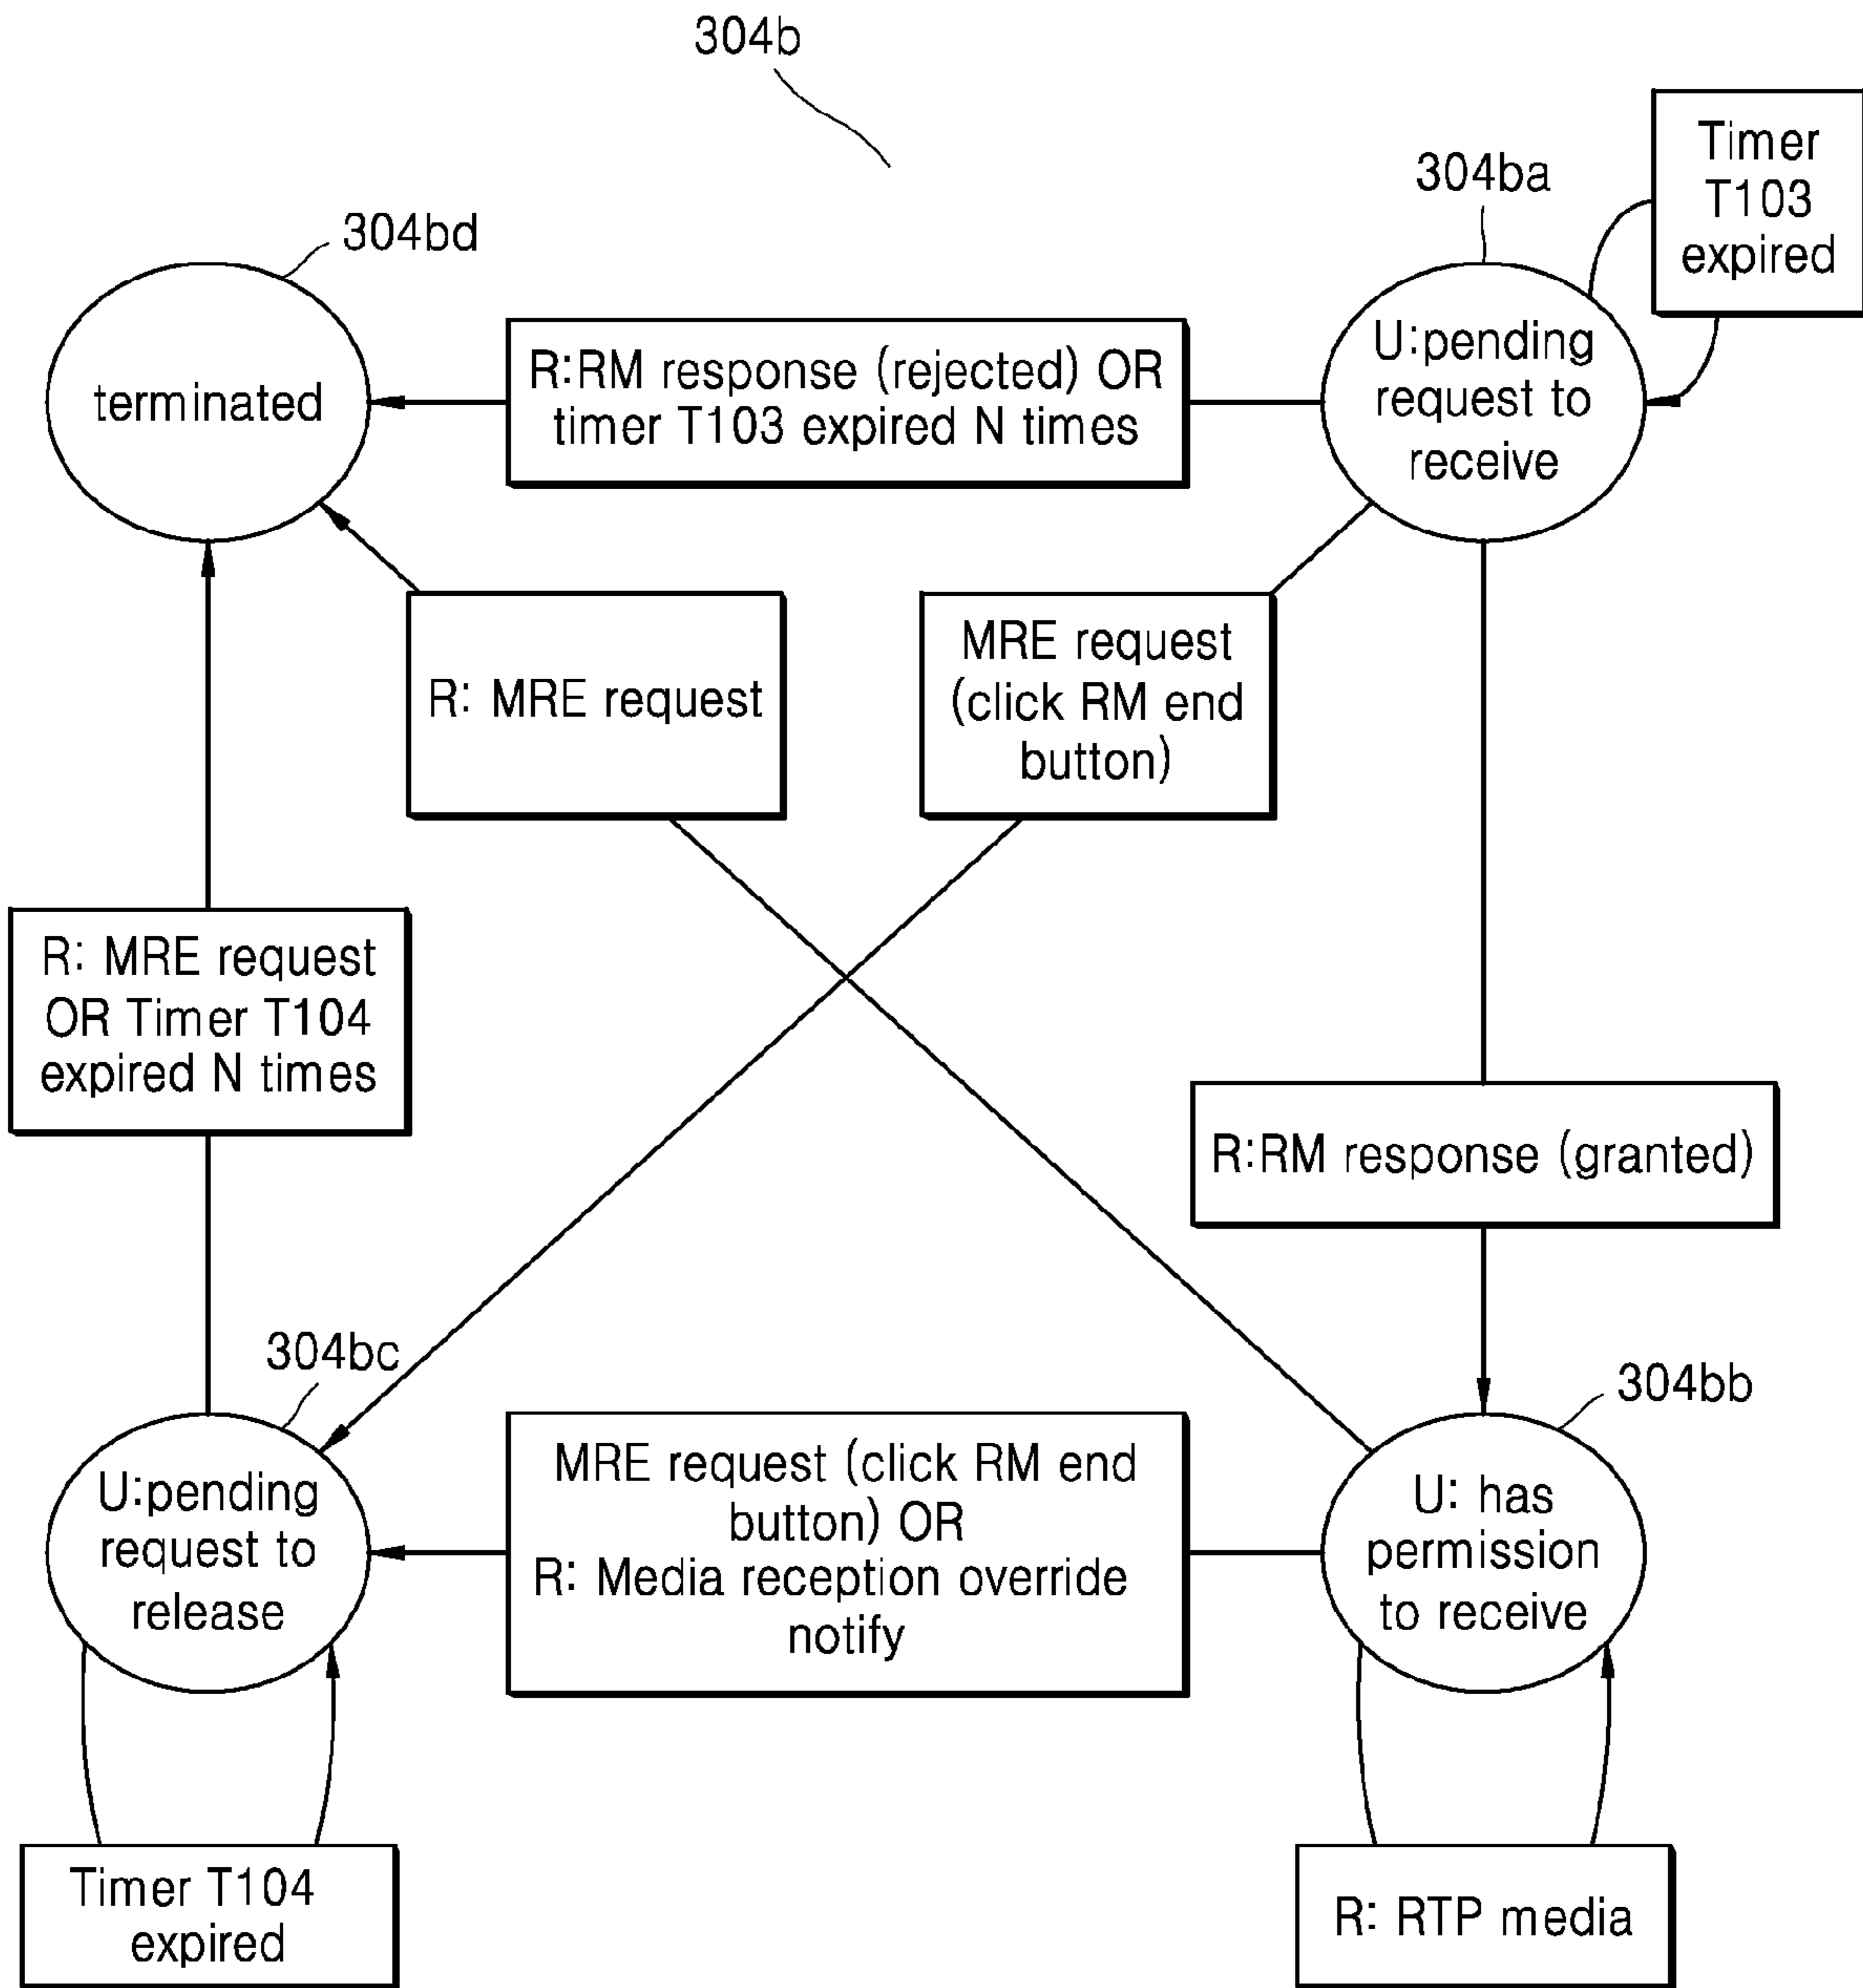 304b
Timer
T103
expired
304ba
304bd
U:pending
request to
receive
terminated
R:RM response (rejected) OR
timer T103 expired N times
R: MRE request
MRE request
(click RM end
button)
R: MRE request
OR Timer T104
expired N times
R:RM response (granted)
304bc
304bb
U:pending
request to
release
MRE request (click RM end
button) OR
R: Media reception override
notify
U: has
permission
to receive
Timer T104
expired
R: RTP media